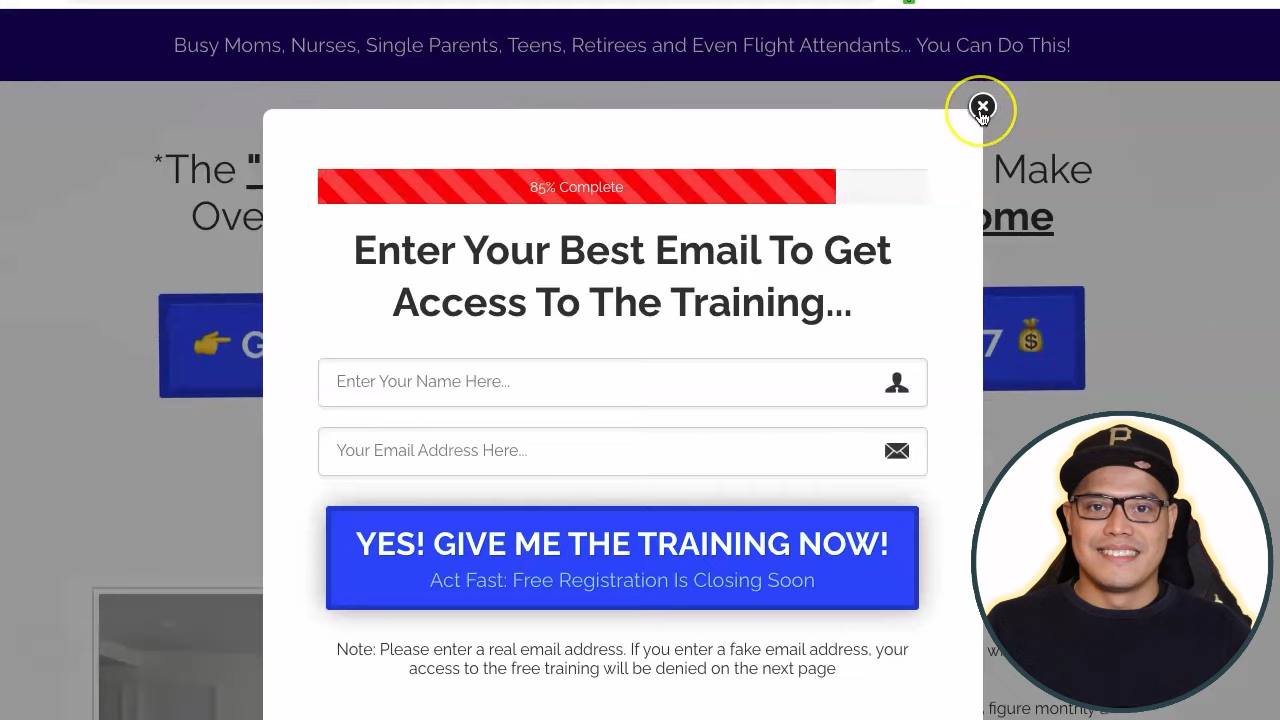 Busy Moms, Nurses, Single Parents, Teens, Retirees and Even Flight Attendants... You Can Do This!
*The " Make
Over ome
85% Complete
Enter Your Best Email To Get
Access To The Training...
G 7
Enter Your Name Here...
Your Email Address Here...
YES! GIVE ME THE TRAINING NOW!
Act Fast: Free Registration Is Closing Soon
Note: Please enter a real email address. If you enter a fake email address, your
access to the free training will be denied on the next page
figure monthly
P